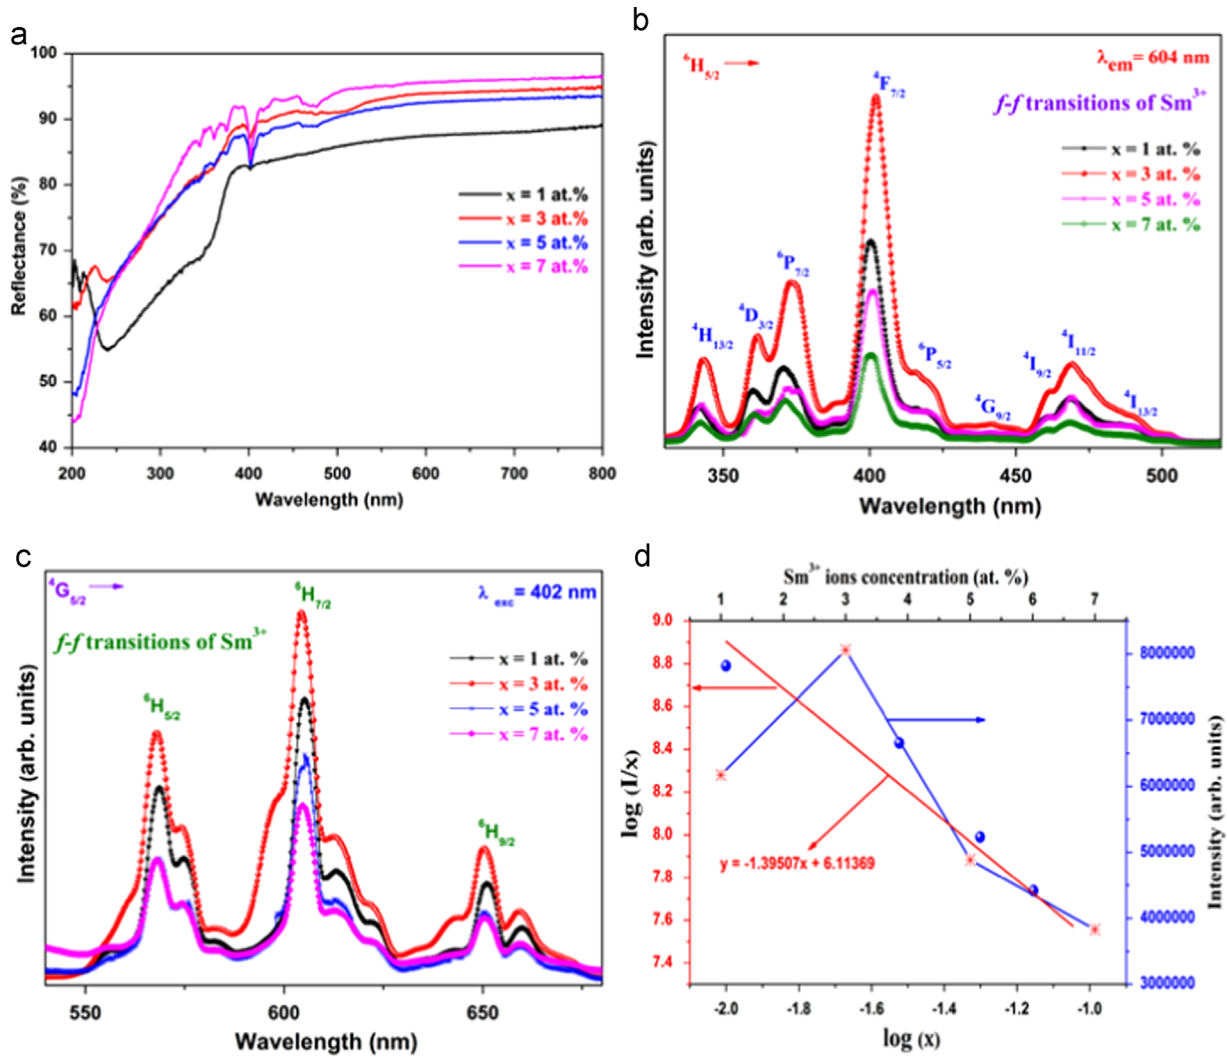 a
100
90
80
70
60
50
40
Reflectance (%)
x = 1 at.%
x = 3 at.%
x = 5 at.%
x = 7 at.%
200 300 400 500 600 700 800
Wavelength (nm)
b
⁶H₅/₂
λem= 604 nm
f-f transitions of Sm³⁺
x = 1 at. %
x = 3 at. %
x = 5 at. %
x = 7 at. %
⁴F₇/₂
⁶P₇/₂
⁴D₃/₂
⁴H₁₃/₂
⁶P₅/₂
⁴G₉/₂
⁴I₉/₂
⁴I₁₁/₂
⁴I₁₃/₂
Intensity (arb. units)
350 400 450 500
Wavelength (nm)
c
⁴G₅/₂
λ exc= 402 nm
f-f transitions of Sm³⁺
x = 1 at. %
x = 3 at. %
x = 5 at. %
x = 7 at. %
⁶H₅/₂
⁶H₇/₂
⁶H₉/₂
Intensity (arb. units)
550 600 650
Wavelength (nm)
d
Sm³⁺ ions concentration (at. %)
1 2 3 4 5 6 7
9.0
8.8
8.6
8.4
8.2
8.0
7.8
7.6
7.4
log (I/x)
y = -1.39507x + 6.11369
8000000
7000000
6000000
5000000
4000000
3000000
Intensity (arb. units)
-2.0 -1.8 -1.6 -1.4 -1.2 -1.0
log (x)